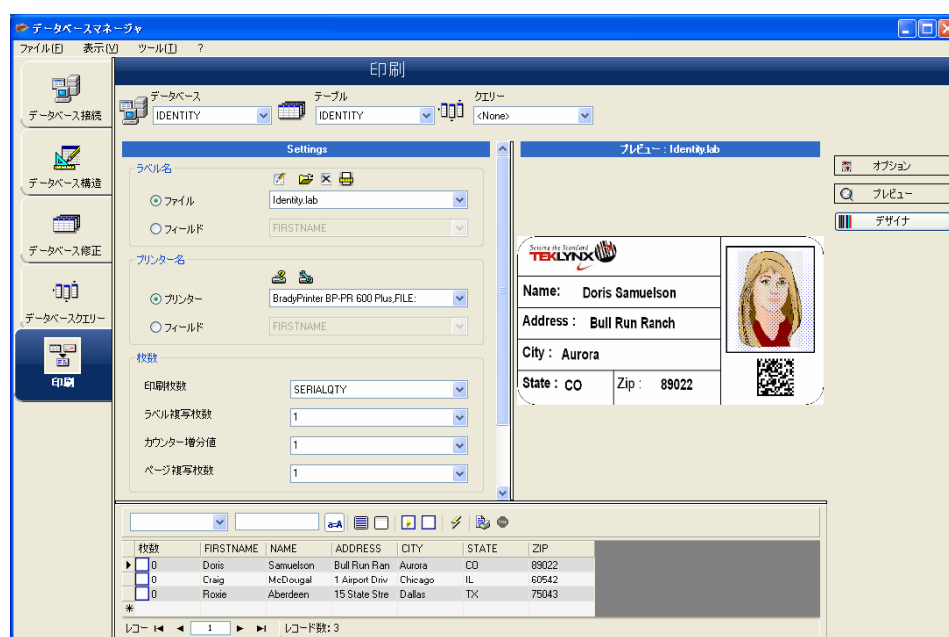 データベースマネージャ
ファイル(F) 表示(V) ツール(T) ?
データベース接続
データベース構造
データベース修正
データベースクエリー
印刷
印刷
データベース テーブル クエリー
IDENTITY IDENTITY <None>
Settings
ラベル名
ファイル Identity.lab
フィールド FIRSTNAME
プリンター名
プリンター BradyPrinter BP-PR 600 Plus,FILE:
フィールド FIRSTNAME
枚数
印刷枚数 SERIALQTY
ラベル複写枚数 1
カウンター増分値 1
ページ複写枚数 1
プレビュー : Identity.lab
Setting the Standard
TEKLYNX
Name: Doris Samuelson
Address : Bull Run Ranch
City : Aurora
State : CO Zip : 89022
オプション
プレビュー
デザイナ
a=A
枚数 FIRSTNAME NAME ADDRESS CITY STATE ZIP
0 Doris Samuelson Bull Run Ran Aurora CO 89022
0 Craig McDougal 1 Airport Driv Chicago IL 60542
0 Roxie Aberdeen 15 State Stre Dallas TX 75043
レコー 1 レコード数: 3